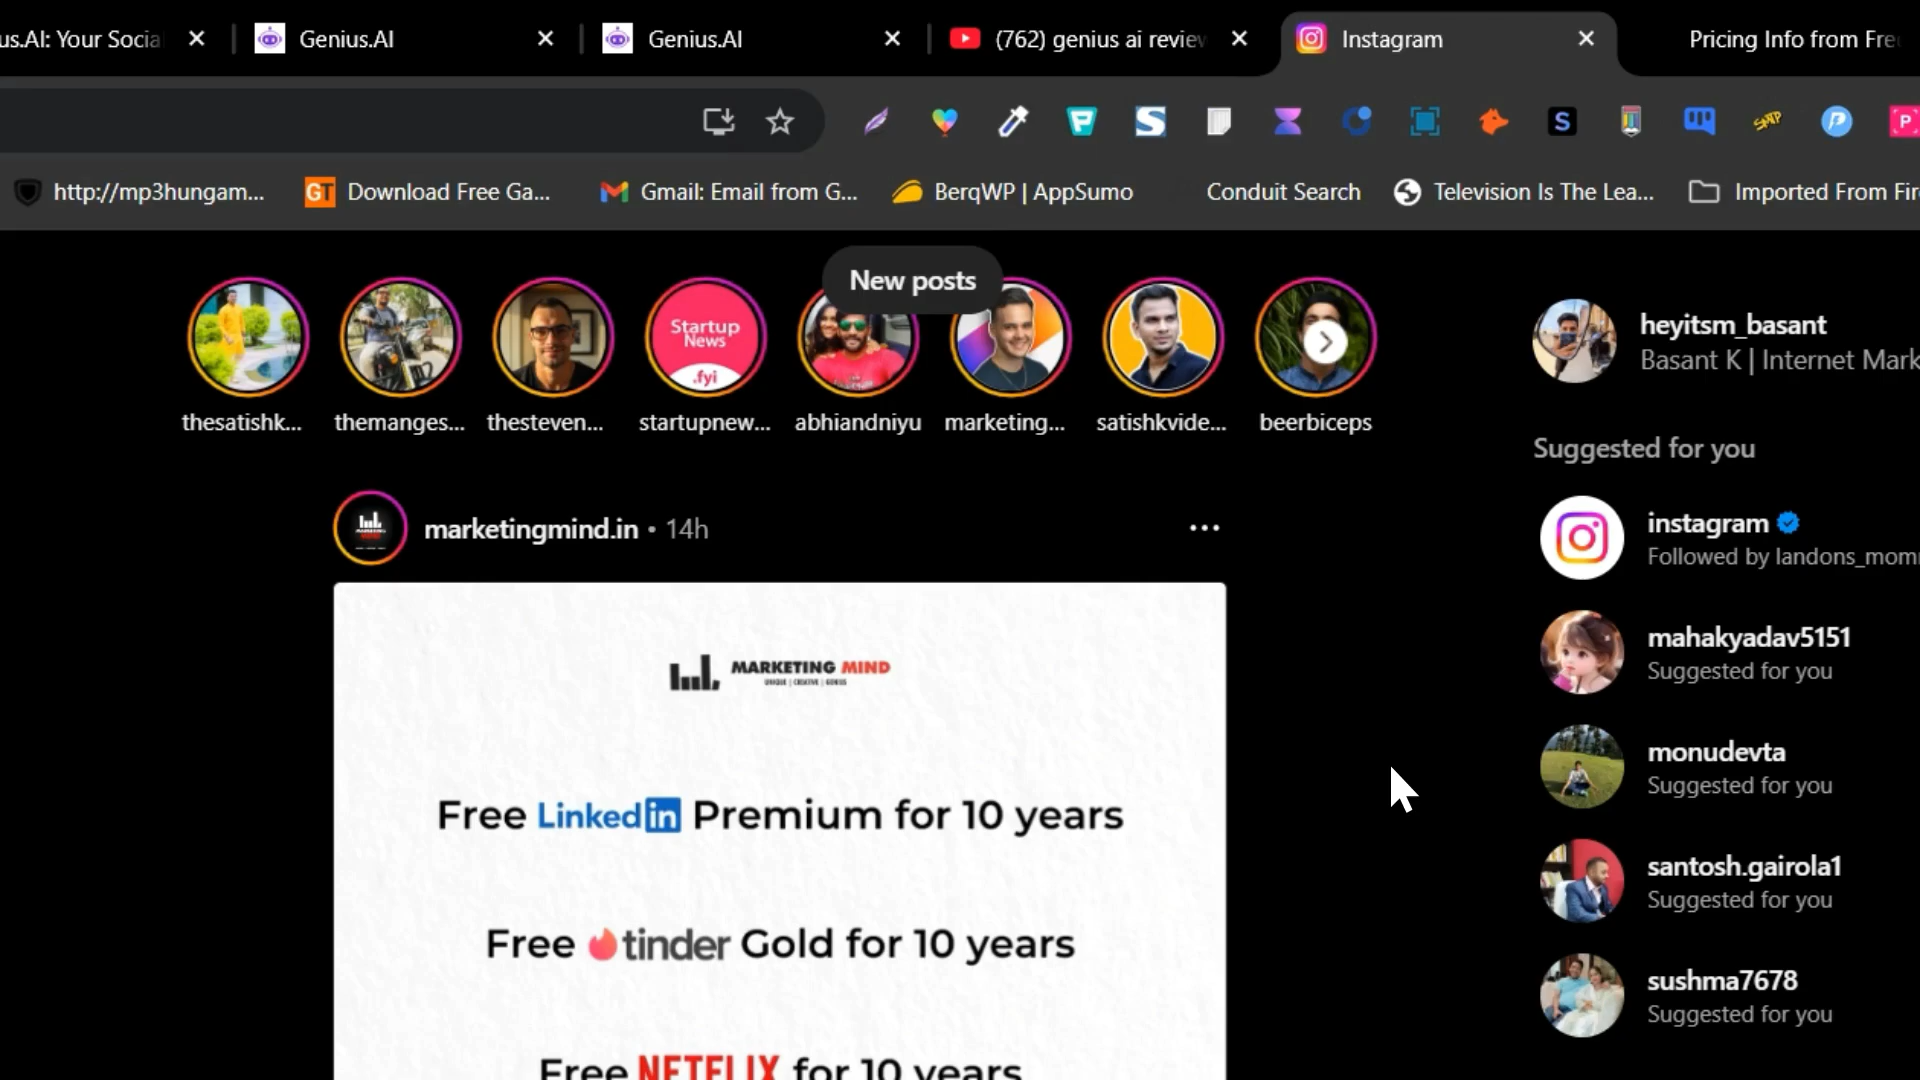 us.AI: Your Socia
Genius.AI
Genius.AI
(762) genius ai review
Instagram
Pricing Info from Fre
http://mp3hungam...
GT
Download Free Ga...
Gmail: Email from G...
BerqWP | AppSumo
Conduit Search
Television Is The Lea...
Imported From Fir
New posts
Startup
News
.fyi
thesatishk...
themanges...
thesteven...
startupnew...
abhiandniyu
marketing...
satishkvide...
beerbiceps
heyitsm_basant
Basant K | Internet Mark
Suggested for you
instagram
Followed by landons_mom
mahakyadav5151
Suggested for you
monudevta
Suggested for you
santosh.gairola1
Suggested for you
sushma7678
Suggested for you
marketingmind.in • 14h
MARKETING MIND
UNIQUE | CREATIVE | GENIUS
Free Linkedin Premium for 10 years
Free tinder Gold for 10 years
Free NETFLIX for 10 years